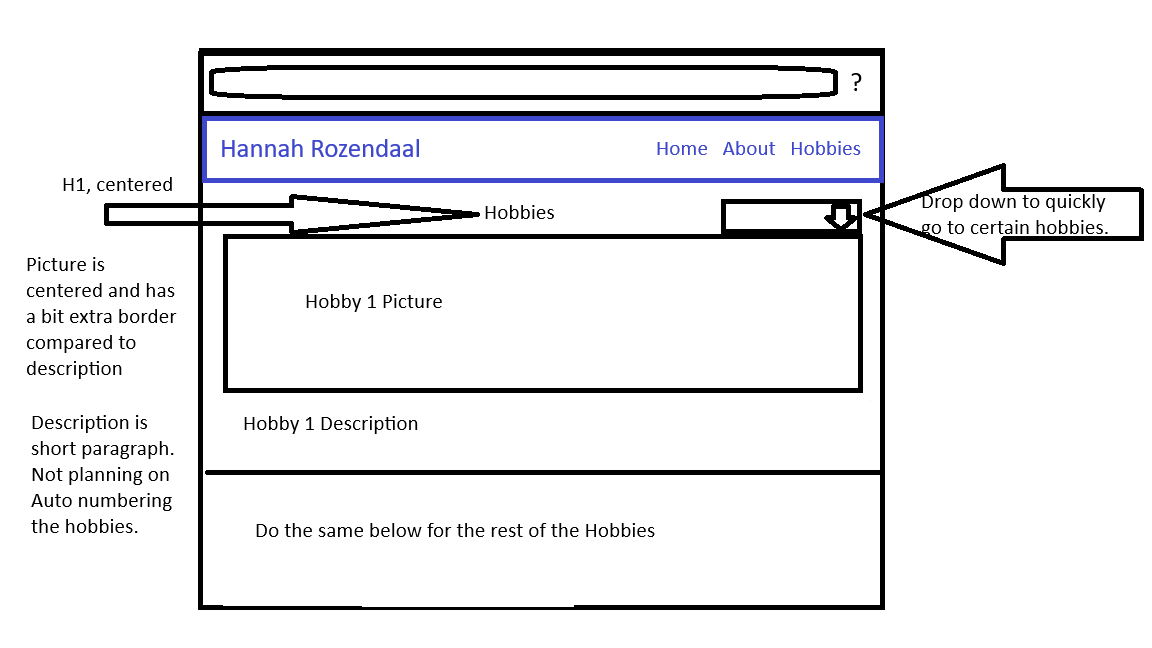 ?
Hannah Rozendaal
Home About Hobbies
H1, centered
Hobbies
Drop down to quickly
go to certain hobbies.
Picture is
centered and has
a bit extra border
compared to
description
Hobby 1 Picture
Description is
short paragraph.
Not planning on
Auto numbering
the hobbies.
Hobby 1 Description
Do the same below for the rest of the Hobbies